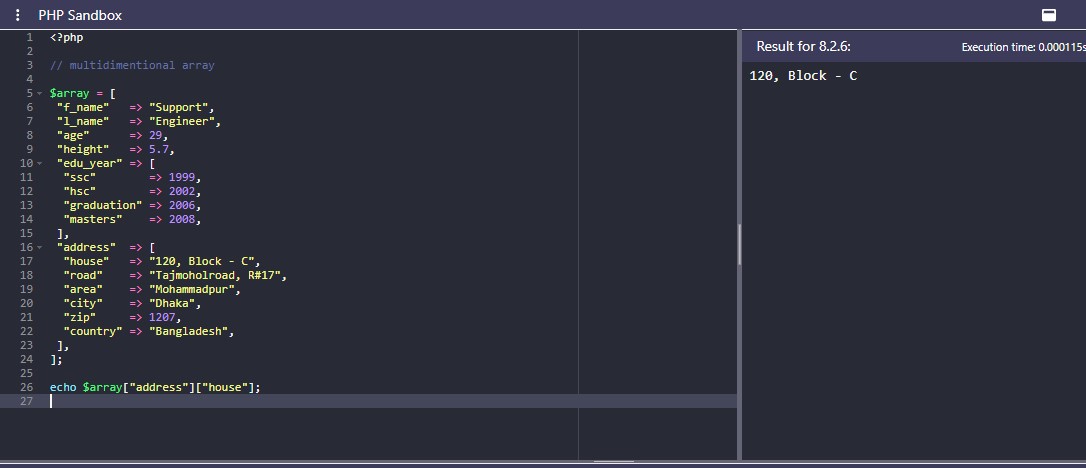 PHP Sandbox
1 <?php
2
3 // multidimentional array
4
5 $array = [
6 "f_name" => "Support",
7 "l_name" => "Engineer",
8 "age" => 29,
9 "height" => 5.7,
10 "edu_year" => [
11 "ssc" => 1999,
12 "hsc" => 2002,
13 "graduation" => 2006,
14 "masters" => 2008,
15 ],
16 "address" => [
17 "house" => "120, Block - C",
18 "road" => "Tajmoholroad, R#17",
19 "area" => "Mohammadpur",
20 "city" => "Dhaka",
21 "zip" => 1207,
22 "country" => "Bangladesh",
23 ],
24 ];
25
26 echo $array["address"]["house"];
27
Result for 8.2.6:
Execution time: 0.000115s
120, Block - C